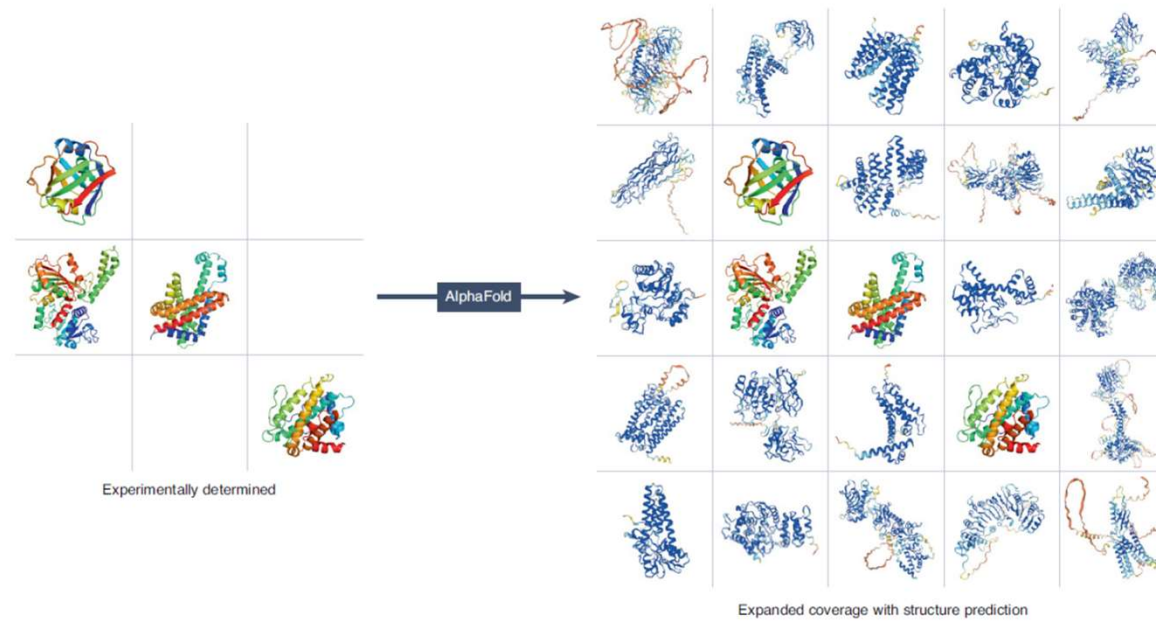 AlphaFold
Experimentally determined
Expanded coverage with structure prediction